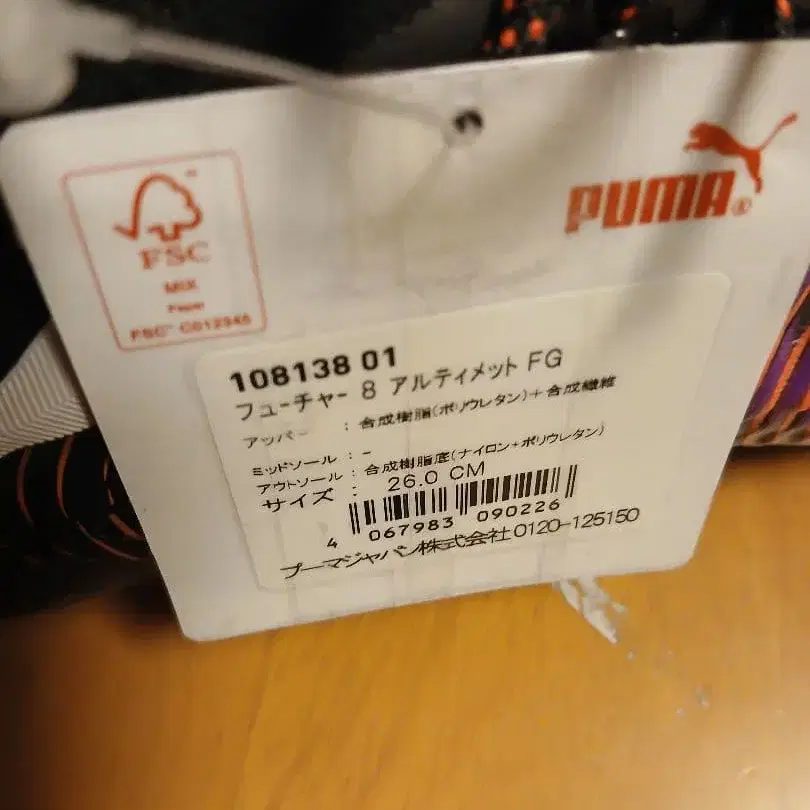 FSC
MIX
Paper
FSC™ C012945
PUMA®
108138 01
フューチャー 8 アルティメット FG
アッパー : 合成樹脂(ポリウレタン)+合成繊維
ミッドソール : -
アウトソール : 合成樹脂底(ナイロン+ポリウレタン)
サイズ : 26.0 CM
4 067983 090226
プーマジャパン株式会社 0120-125150